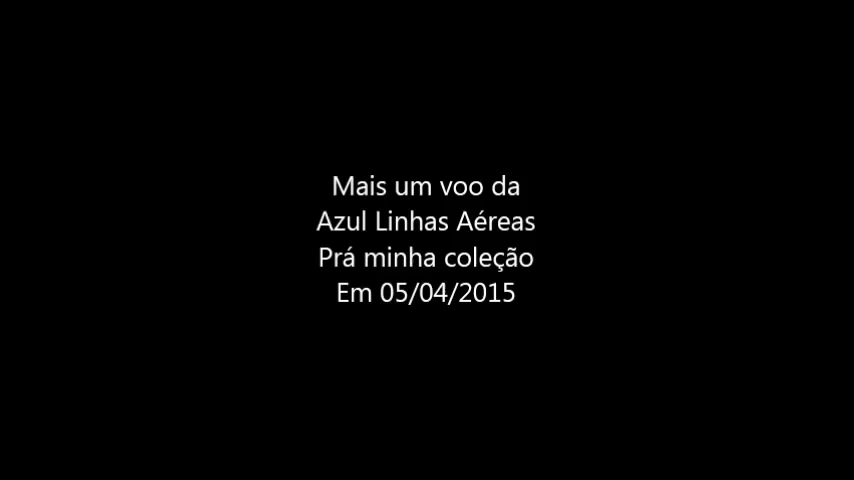 Mais um voo da
Azul Linhas Aéreas
Prá minha coleção
Em 05/04/2015